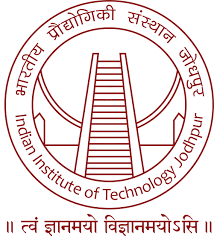 भारतीय प्रौद्योगिकी संस्थान जोधपुर
Indian Institute of Technology Jodhpur
॥ त्वं ज्ञानमयो विज्ञानमयोऽसि ॥